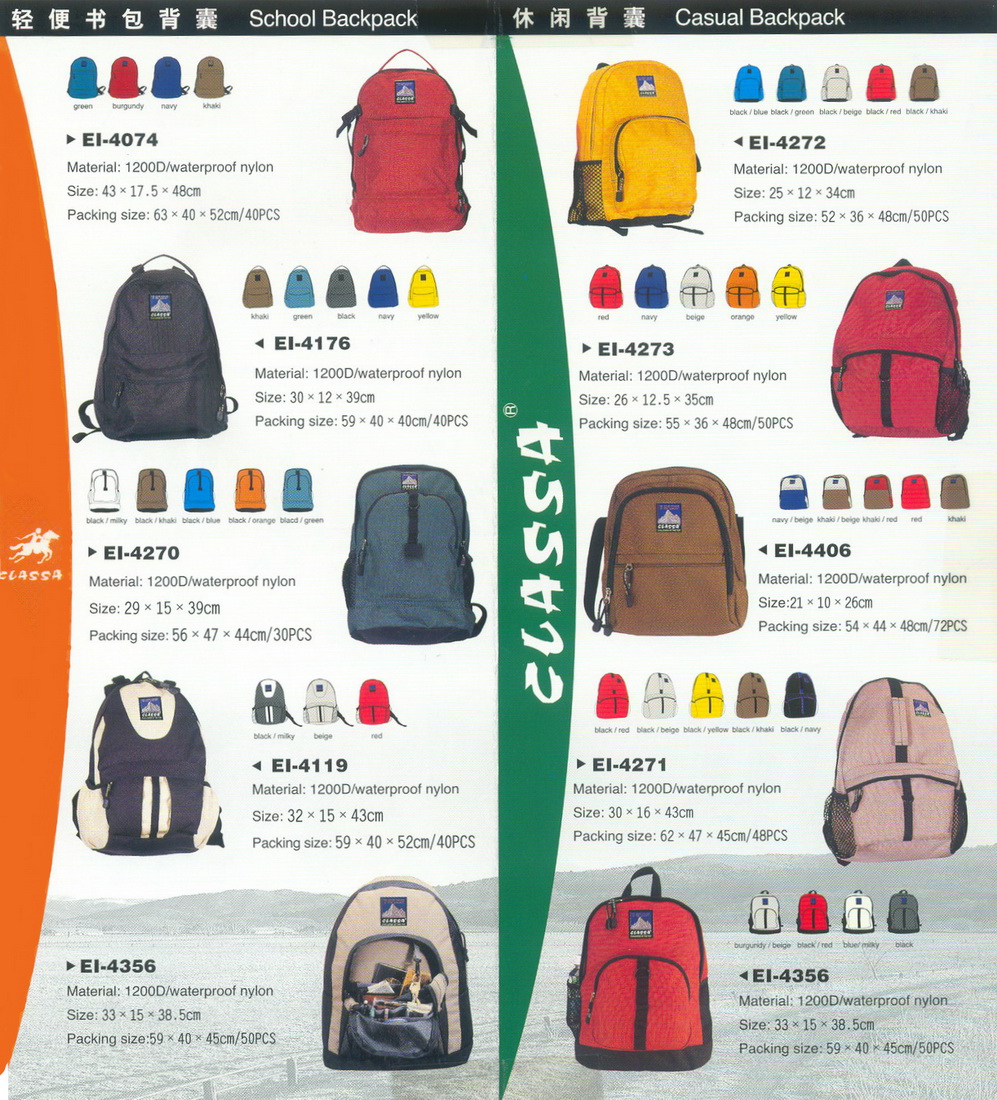 轻便书包背囊 School Backpack
green burgundy navy khaki
EI-4074
Material: 1200D/waterproof nylon
Size: 43 × 17.5 × 48cm
Packing size: 63 × 40 × 52cm/40PCS
khaki green black navy yellow
EI-4176
Material: 1200D/waterproof nylon
Size: 30 × 12 × 39cm
Packing size: 59 × 40 × 40cm/40PCS
black / milky black / khaki black / blue black / orange blacd / green
EI-4270
Material: 1200D/waterproof nylon
Size: 29 × 15 × 39cm
Packing size: 56 × 47 × 44cm/30PCS
CLASSA
black / milky beige red
EI-4119
Material: 1200D/waterproof nylon
Size: 32 × 15 × 43cm
Packing size: 59 × 40 × 52cm/40PCS
EI-4356
Material: 1200D/waterproof nylon
Size: 33 × 15 × 38.5cm
Packing size:59 × 40 × 45cm/50PCS
休闲背囊 Casual Backpack
black / blue black / green black / beige black / red black / khaki
EI-4272
Material: 1200D/waterproof nylon
Size: 25 × 12 × 34cm
Packing size: 52 × 36 × 48cm/50PCS
red navy beige orange yellow
EI-4273
Material: 1200D/waterproof nylon
Size: 26 × 12.5 × 35cm
Packing size: 55 × 36 × 48cm/50PCS
CLASSA®
navy / beige khaki / beige khaki / red red khaki
EI-4406
Material: 1200D/waterproof nylon
Size:21 × 10 × 26cm
Packing size: 54 × 44 × 48cm/72PCS
black / red black / beige black / yellow black / khaki black / navy
EI-4271
Material: 1200D/waterproof nylon
Size: 30 × 16 × 43cm
Packing size: 62 × 47 × 45cm/48PCS
burgundy / beige black / red blue/ milky black
EI-4356
Material: 1200D/waterproof nylon
Size: 33 × 15 × 38.5cm
Packing size: 59 × 40 × 45cm/50PCS